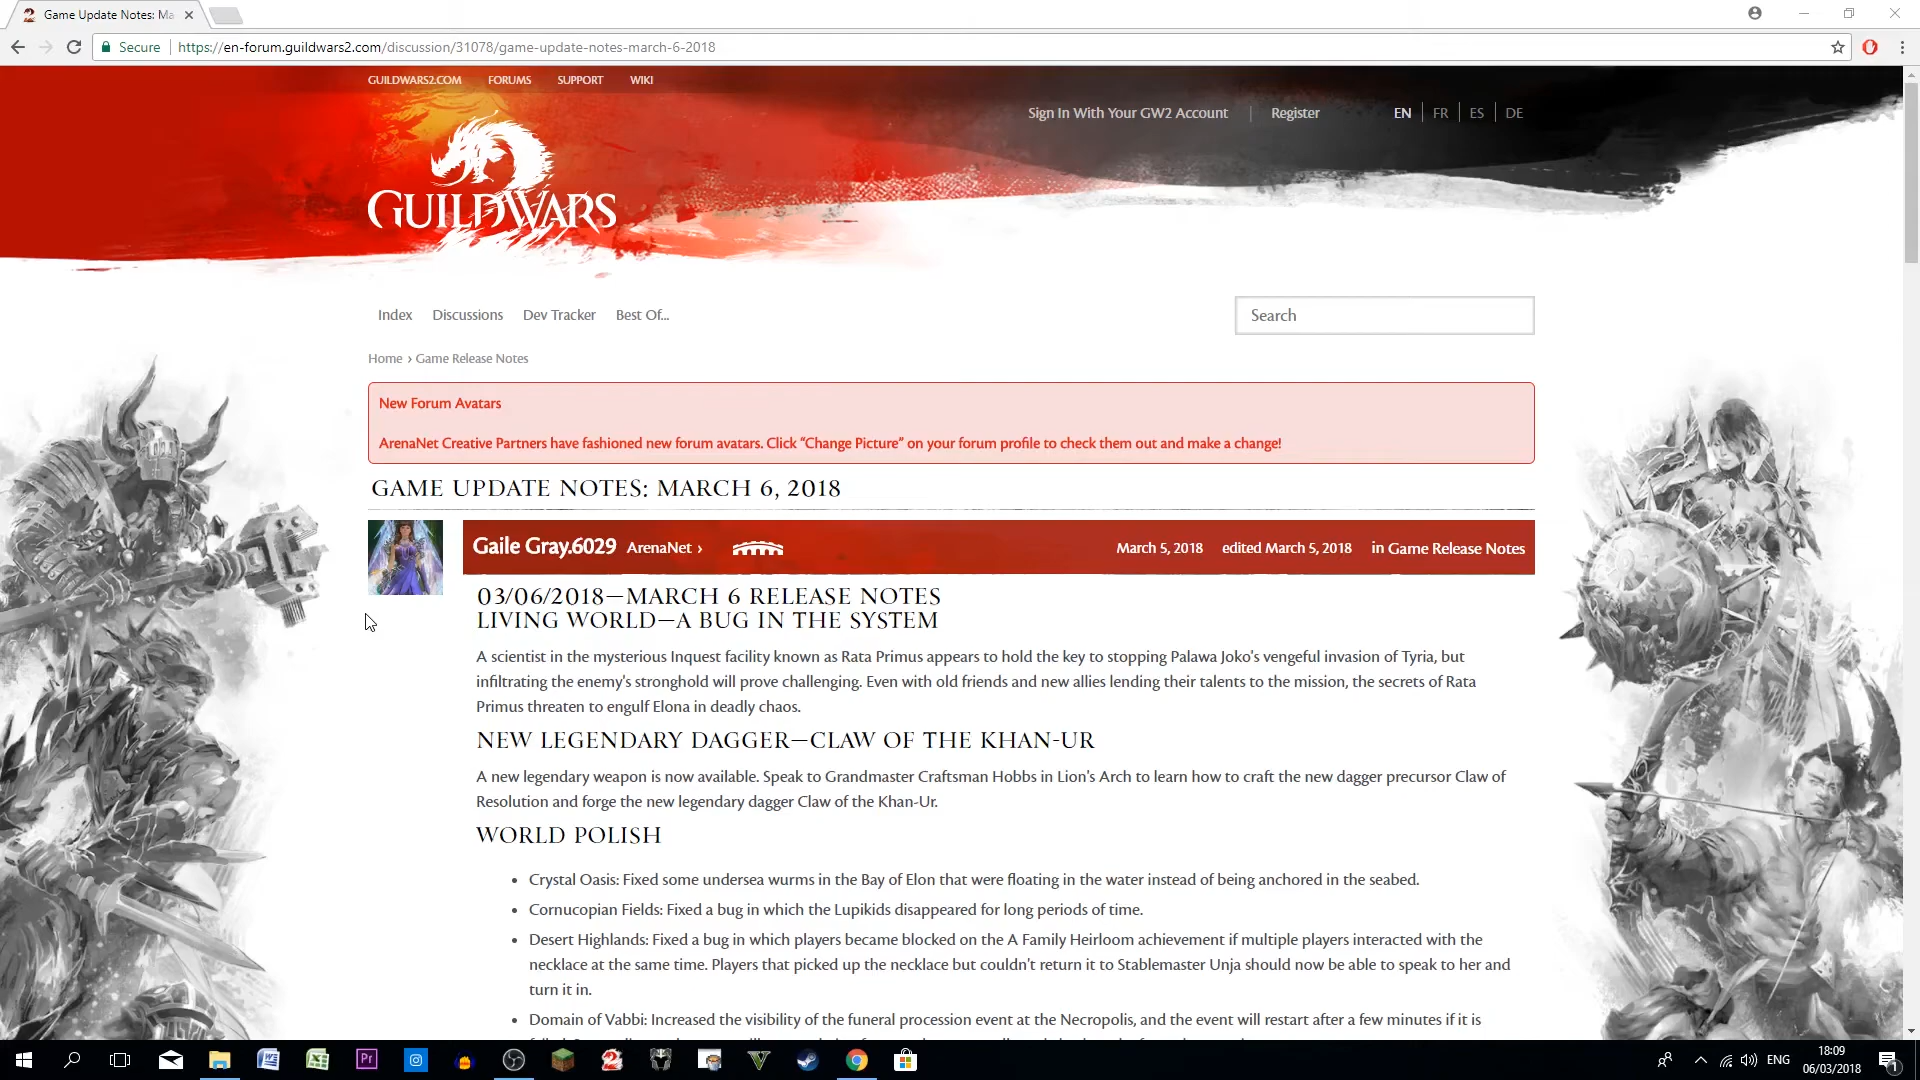 Game Update Notes: Ma
Secure
https://en-forum.guildwars2.com/discussion/31078/game-update-notes-march-6-2018
GUILDWARS2.COM FORUMS SUPPORT WIKI
Sign In With Your GW2 Account Register EN FR ES DE
GUILDWARS
Index Discussions Dev Tracker Best Of... Search
Home › Game Release Notes
New Forum Avatars
ArenaNet Creative Partners have fashioned new forum avatars. Click “Change Picture” on your forum profile to check them out and make a change!
GAME UPDATE NOTES: MARCH 6, 2018
Gaile Gray.6029 ArenaNet › March 5, 2018 edited March 5, 2018 in Game Release Notes
03/06/2018—MARCH 6 RELEASE NOTES
LIVING WORLD—A BUG IN THE SYSTEM
A scientist in the mysterious Inquest facility known as Rata Primus appears to hold the key to stopping Palawa Joko's vengeful invasion of Tyria, but
infiltrating the enemy's stronghold will prove challenging. Even with old friends and new allies lending their talents to the mission, the secrets of Rata
Primus threaten to engulf Elona in deadly chaos.
NEW LEGENDARY DAGGER—CLAW OF THE KHAN-UR
A new legendary weapon is now available. Speak to Grandmaster Craftsman Hobbs in Lion's Arch to learn how to craft the new dagger precursor Claw of
Resolution and forge the new legendary dagger Claw of the Khan-Ur.
WORLD POLISH
• Crystal Oasis: Fixed some undersea wurms in the Bay of Elon that were floating in the water instead of being anchored in the seabed.
• Cornucopian Fields: Fixed a bug in which the Lupikids disappeared for long periods of time.
• Desert Highlands: Fixed a bug in which players became blocked on the A Family Heirloom achievement if multiple players interacted with the
necklace at the same time. Players that picked up the necklace but couldn't return it to Stablemaster Unja should now be able to speak to her and
turn it in.
• Domain of Vabbi: Increased the visibility of the funeral procession event at the Necropolis, and the event will restart after a few minutes if it is
Pr
ENG
18:09
06/03/2018
1